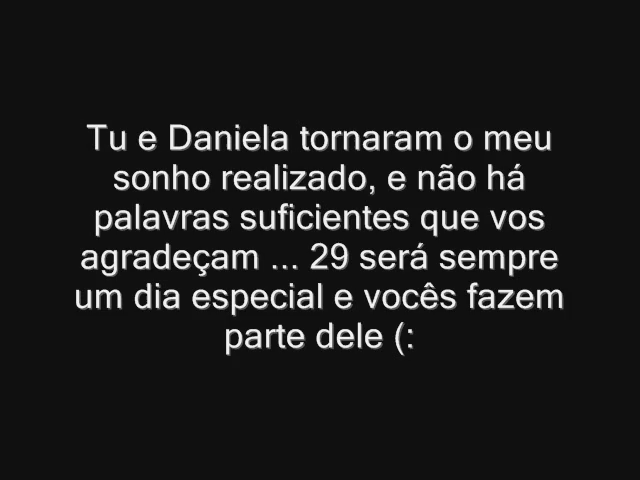 Tu e Daniela tornaram o meu
sonho realizado, e não há
palavras suficientes que vos
agradeçam ... 29 será sempre
um dia especial e vocês fazem
parte dele (: